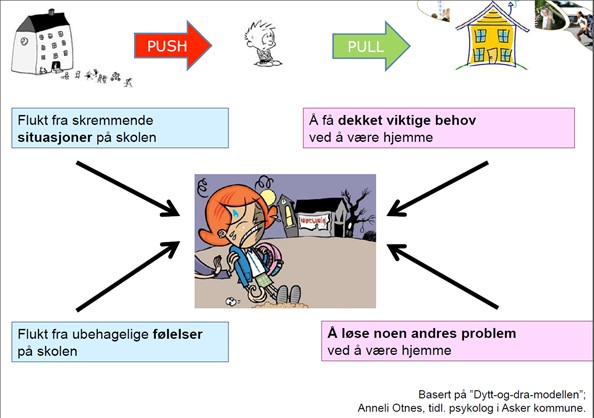 PUSH
PULL
Flukt fra skremmende
situasjoner på skolen
Å få dekket viktige behov
ved å være hjemme
Flukt fra ubehagelige følelser
på skolen
Å løse noen andres problem
ved å være hjemme
Basert på ”Dytt-og-dra-modellen”;
Anneli Otnes, tidl. psykolog i Asker kommune.